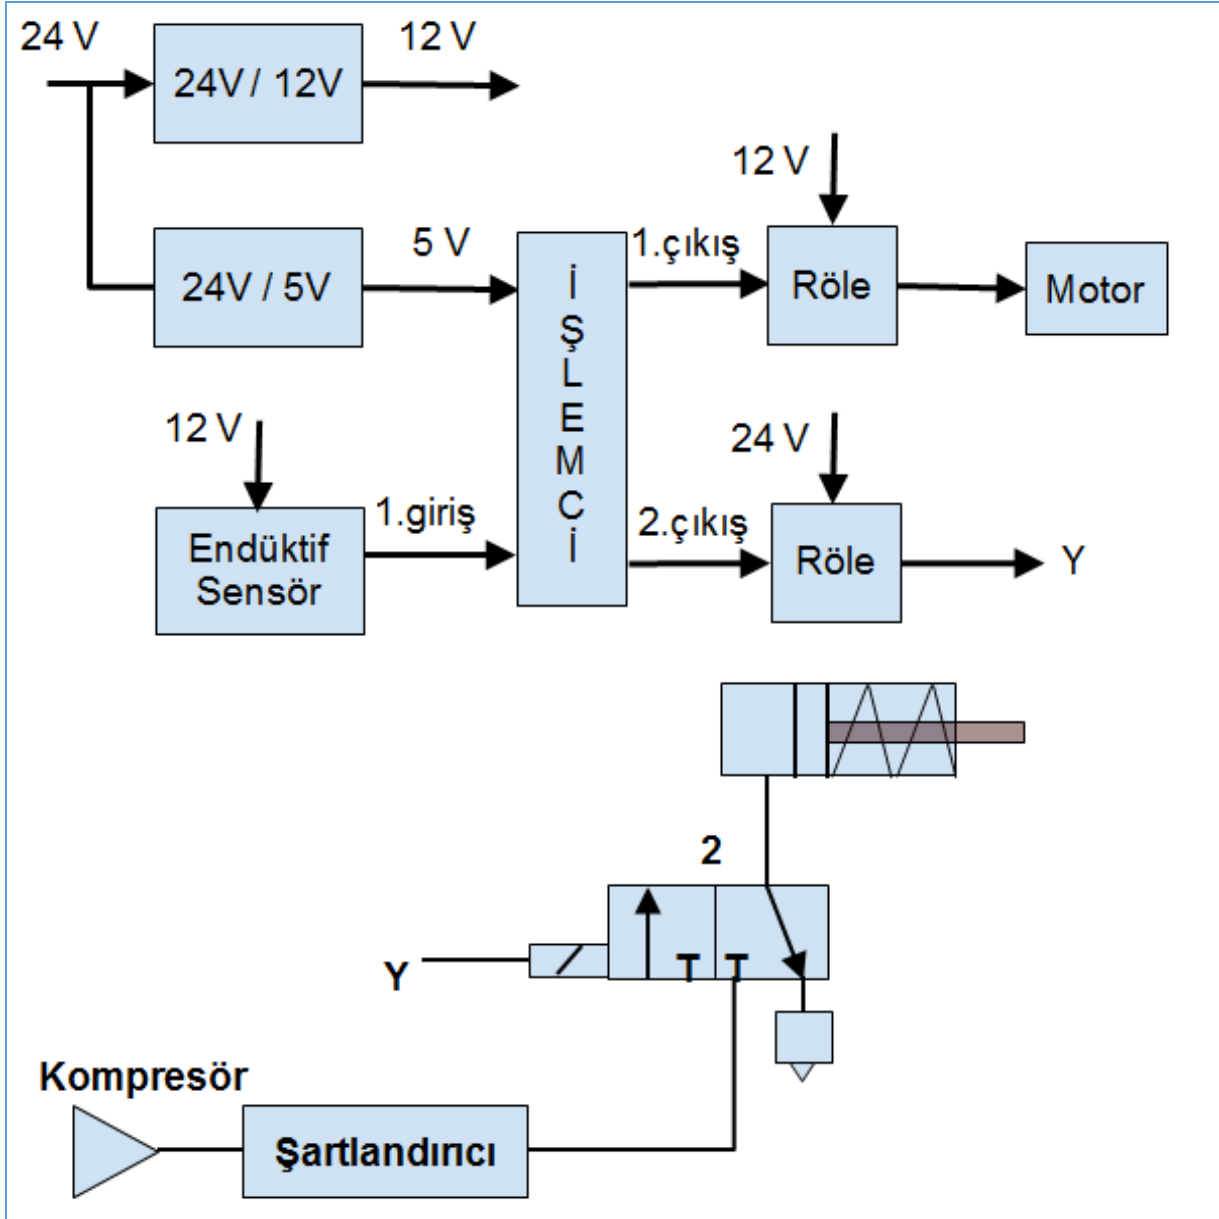 24 V
24V / 12V
12 V
24V / 5V
5 V
İŞLEMCİ
1.çıkış
12 V
Röle
Motor
12 V
Endüktif
Sensör
1.giriş
2.çıkış
24 V
Röle
Y
2
T T
Y
Kompresör
Şartlandırıcı